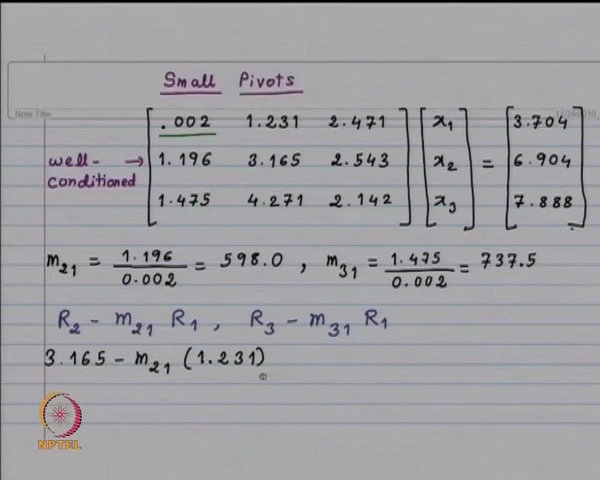 Small Pivots
Note Title
.002 1.231 2.471 x1 3.704
well-conditioned → 1.196 3.165 2.543 x2 = 6.904
1.475 4.271 2.142 x3 7.888
m21 = 1.196 / 0.002 = 598.0 , m31 = 1.475 / 0.002 = 737.5
R2 - m21 R1 , R3 - m31 R1
3.165 - m21 (1.231)
NPTEL